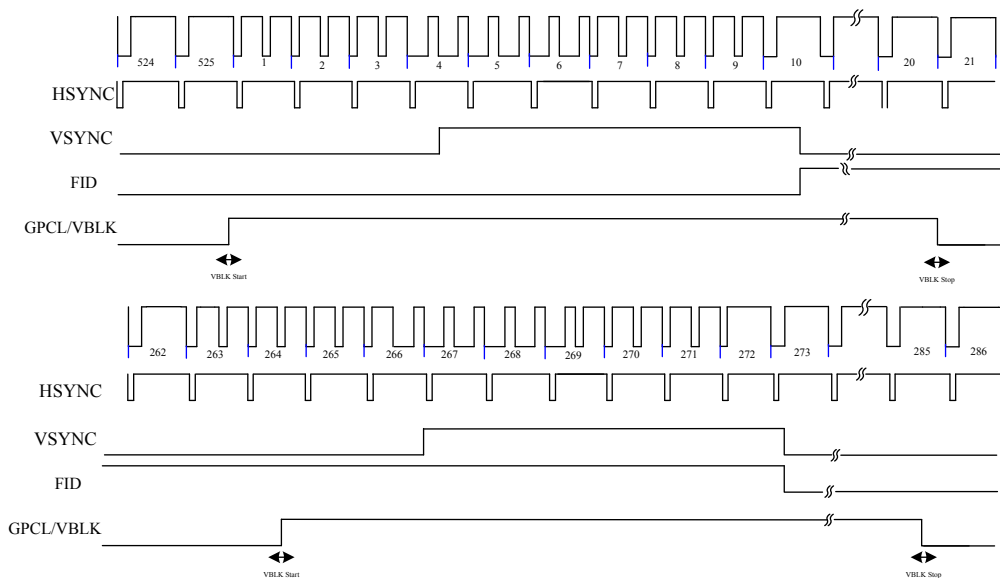 524 525 1 2 3 4 5 6 7 8 9 10 20 21
HSYNC
VSYNC
FID
GPCL/VBLK
VBLK Start VBLK Stop
262 263 264 265 266 267 268 269 270 271 272 273 285 286
HSYNC
VSYNC
FID
GPCL/VBLK
VBLK Start VBLK Stop